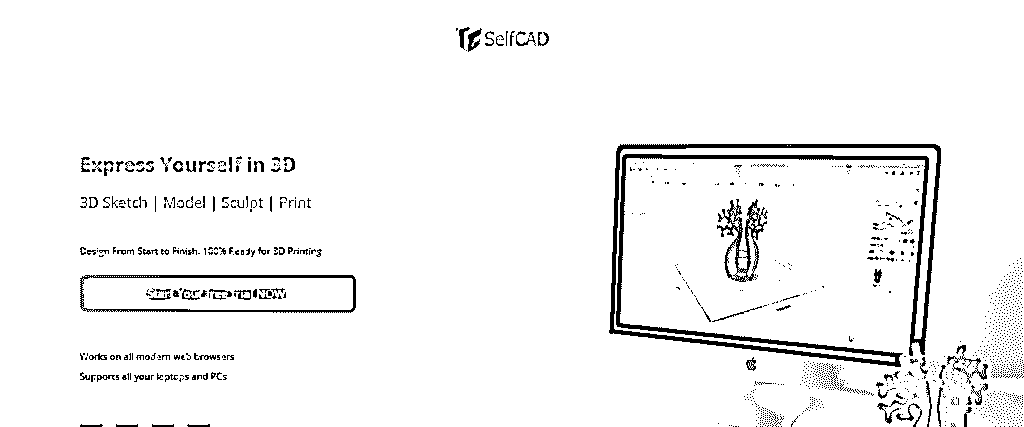 SelfCAD
Express Yourself in 3D
3D Sketch | Model | Sculpt | Print
Design From Start to Finish. 100% Ready for 3D Printing
Start Your free trial NOW
Works on all modern web browsers
Supports all your laptops and PCs